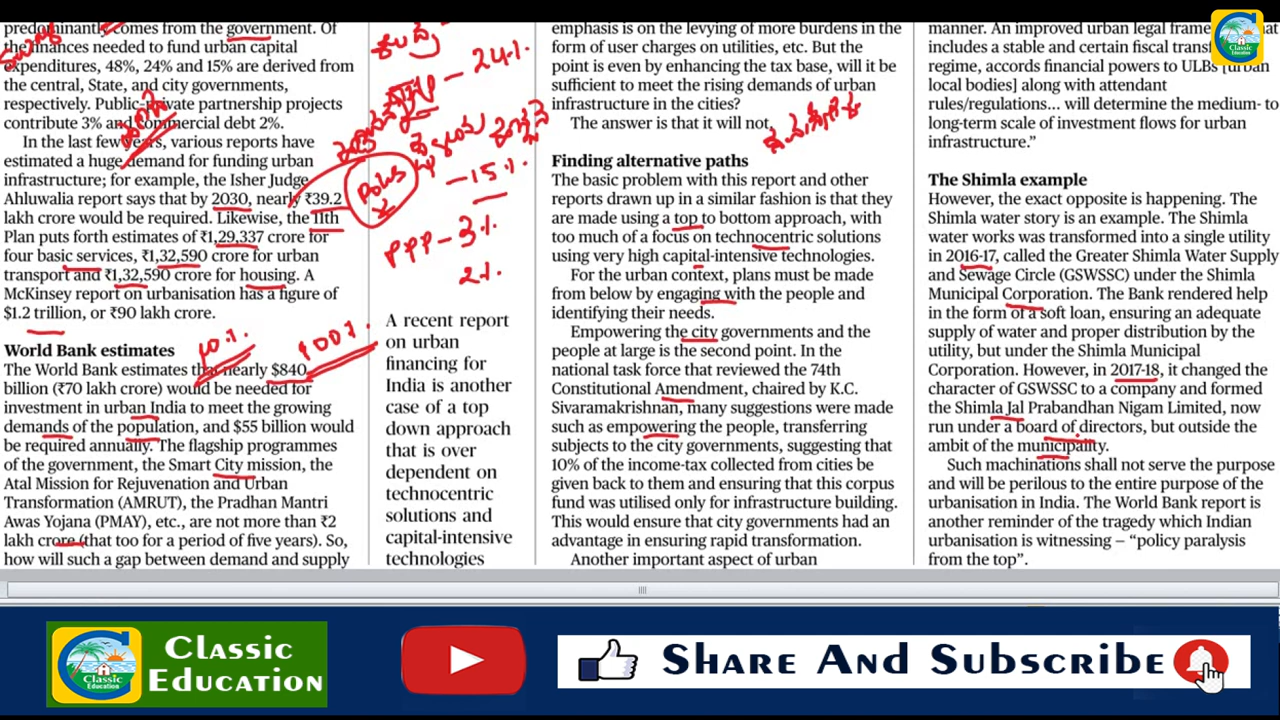 predominantly comes from the government. Of
the finances needed to fund urban capital
expenditures, 48%, 24% and 15% are derived from
the central, State, and city governments,
respectively. Public-private partnership projects
contribute 3% and commercial debt 2%.
In the last few years, various reports have
estimated a huge demand for funding urban
infrastructure; for example, the Isher Judge
Ahluwalia report says that by 2030, nearly ₹39.2
lakh crore would be required. Likewise, the 11th
Plan puts forth estimates of ₹1,29,337 crore for
four basic services, ₹1,32,590 crore for urban
transport and ₹1,32,590 crore for housing. A
McKinsey report on urbanisation has a figure of
$1.2 trillion, or ₹90 lakh crore.
World Bank estimates
The World Bank estimates that nearly $840
billion (₹70 lakh crore) would be needed for
investment in urban India to meet the growing
demands of the population, and $55 billion would
be required annually. The flagship programmes
of the government, the Smart City mission, the
Atal Mission for Rejuvenation and Urban
Transformation (AMRUT), the Pradhan Mantri
Awas Yojana (PMAY), etc., are not more than ₹2
lakh crore (that too for a period of five years). So,
how will such a gap between demand and supply
- 24%
- 15%
PPP - 3%
2%
100%
A recent report
on urban
financing for
India is another
case of a top
down approach
that is over
dependent on
technocentric
solutions and
capital-intensive
technologies
emphasis is on the levying of more burdens in the
form of user charges on utilities, etc. But the
point is even by enhancing the tax base, will it be
sufficient to meet the rising demands of urban
infrastructure in the cities?
The answer is that it will not.
Finding alternative paths
The basic problem with this report and other
reports drawn up in a similar fashion is that they
are made using a top to bottom approach, with
too much of a focus on technocentric solutions
using very high capital-intensive technologies.
For the urban context, plans must be made
from below by engaging with the people and
identifying their needs.
Empowering the city governments and the
people at large is the second point. In the
national task force that reviewed the 74th
Constitutional Amendment, chaired by K.C.
Sivaramakrishnan, many suggestions were made
such as empowering the people, transferring
subjects to the city governments, suggesting that
10% of the income-tax collected from cities be
given back to them and ensuring that this corpus
fund was utilised only for infrastructure building.
This would ensure that city governments had an
advantage in ensuring rapid transformation.
Another important aspect of urban
manner. An improved urban legal
includes a stable and certain fiscal
regime, accords financial powers to ULBs [urban
local bodies] along with attendant
rules/regulations... will determine the medium- to
long-term scale of investment flows for urban
infrastructure."
The Shimla example
However, the exact opposite is happening. The
Shimla water story is an example. The Shimla
water works was transformed into a single utility
in 2016-17, called the Greater Shimla Water Supply
and Sewage Circle (GSWSSC) under the Shimla
Municipal Corporation. The Bank rendered help
in the form of a soft loan, ensuring an adequate
supply of water and proper distribution by the
utility, but under the Shimla Municipal
Corporation. However, in 2017-18, it changed the
character of GSWSSC to a company and formed
the Shimla Jal Prabandhan Nigam Limited, now
run under a board of directors, but outside the
ambit of the municipality.
Such machinations shall not serve the purpose
and will be perilous to the entire purpose of the
urbanisation in India. The World Bank report is
another reminder of the tragedy which Indian
urbanisation is witnessing – "policy paralysis
from the top".
Classic
Education
Classic
Education
Classic
Education
Share And Subscribe